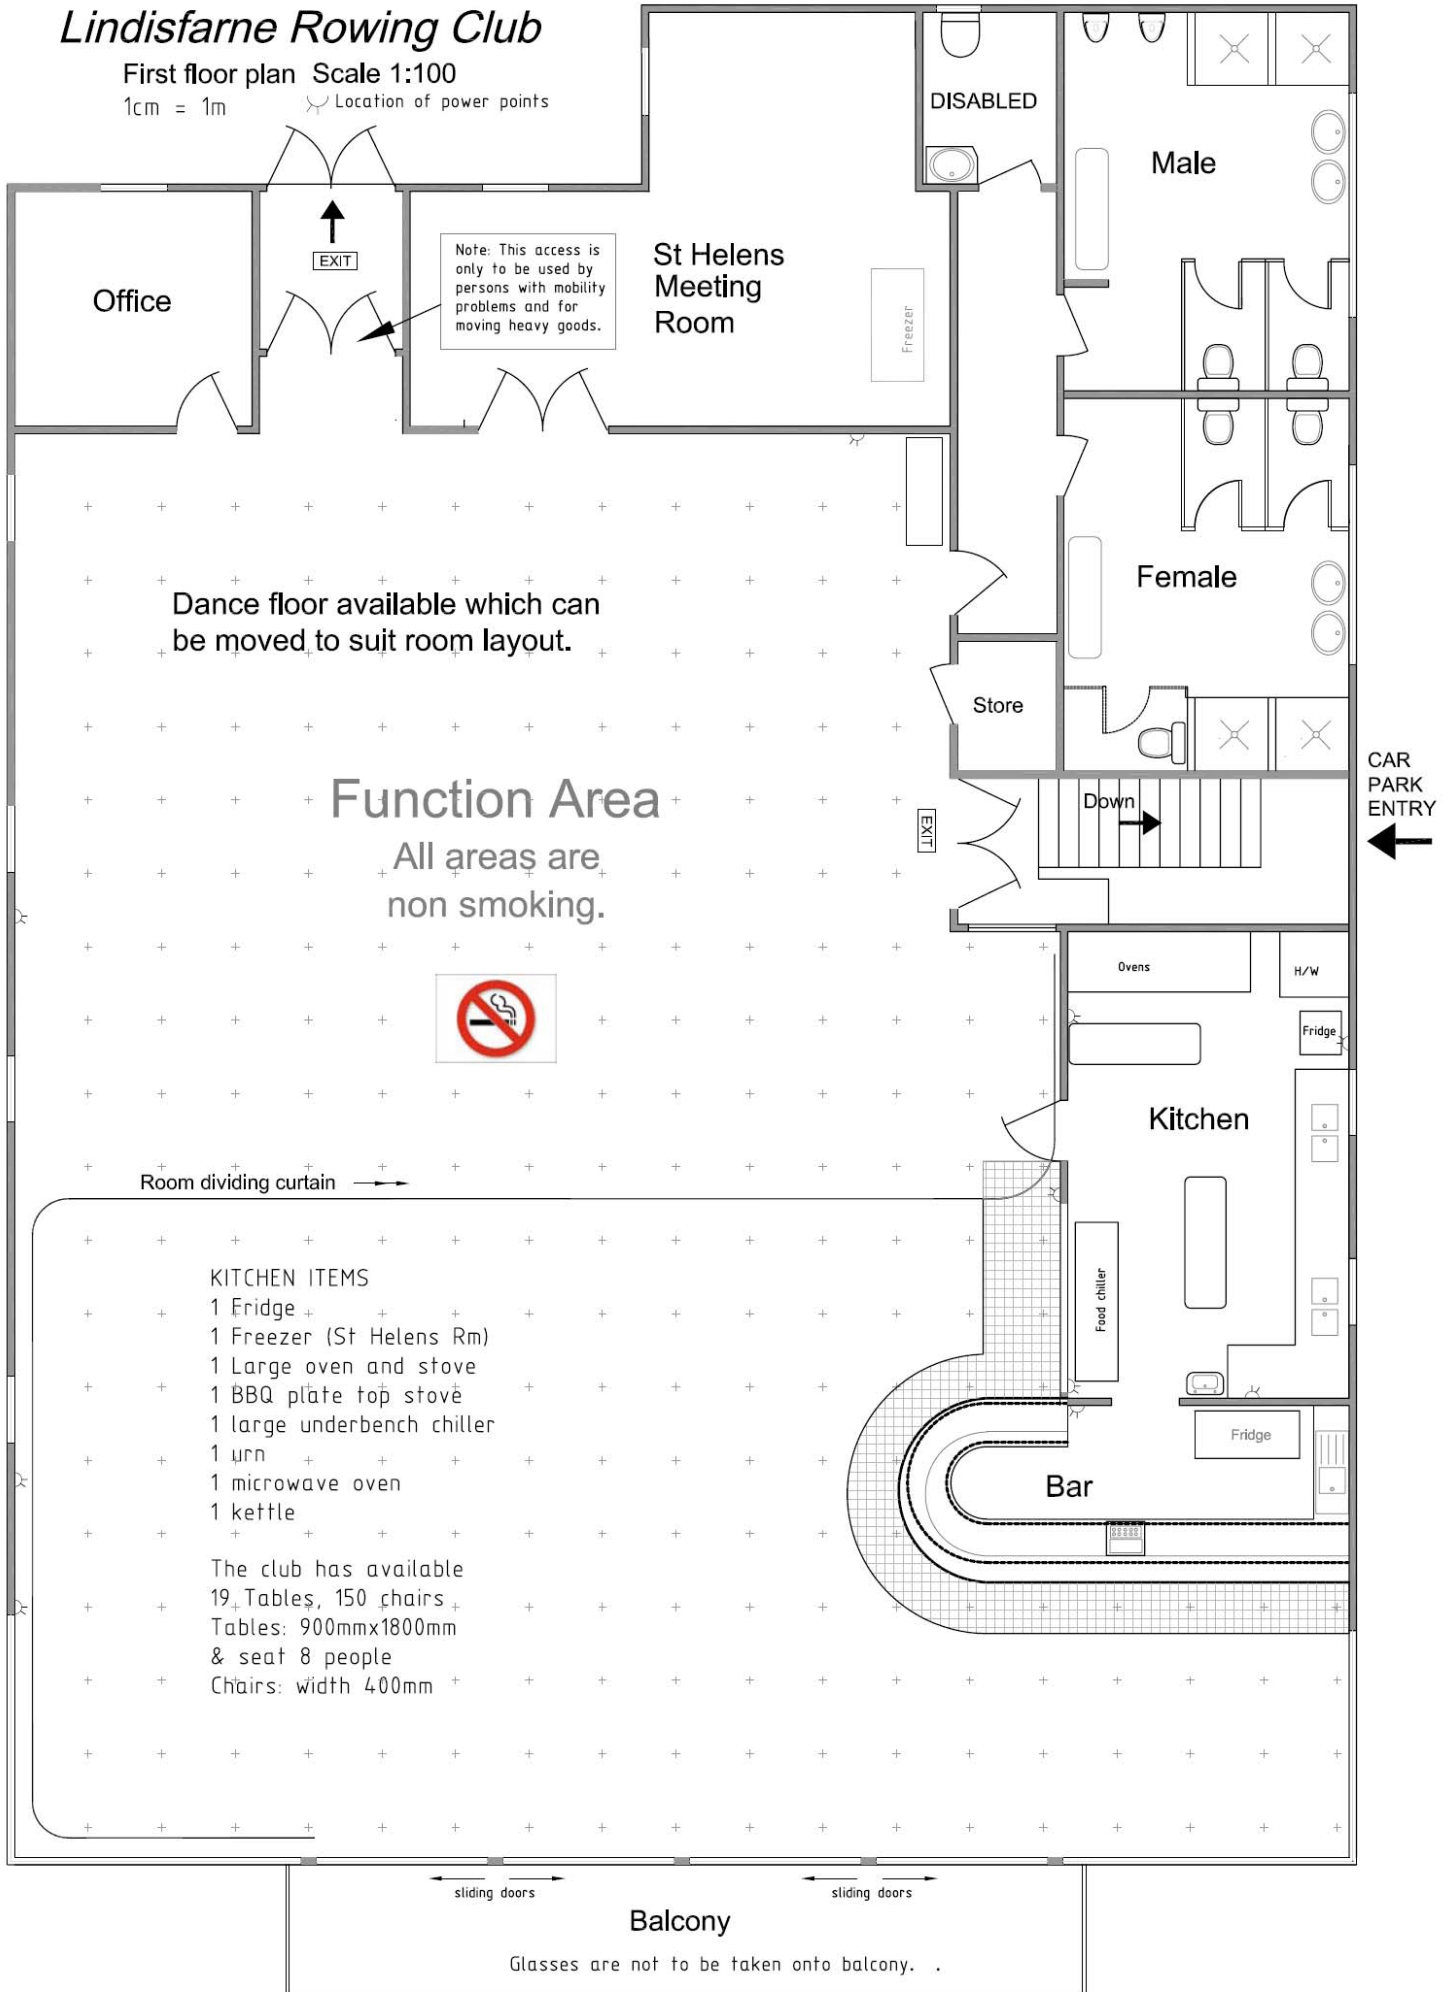 Lindisfarne Rowing Club
First floor plan Scale 1:100
1cm = 1m
Location of power points
DISABLED
Male
Office
EXIT
Note: This access is
only to be used by
persons with mobility
problems and for
moving heavy goods.
St Helens
Meeting
Room
Freezer
Dance floor available which can
be moved to suit room layout.
Female
Store
Function Area
All areas are
non smoking.
EXIT
Down
CAR
PARK
ENTRY
Ovens
H/W
Fridge
Kitchen
Room dividing curtain
Food chiller
KITCHEN ITEMS
1 Fridge
1 Freezer (St Helens Rm)
1 Large oven and stove
1 BBQ plate top stove
1 large underbench chiller
1 urn
1 microwave oven
1 kettle
Fridge
Bar
The club has available
19 Tables, 150 chairs
Tables: 900mmx1800mm
& seat 8 people
Chairs: width 400mm
sliding doors
sliding doors
Balcony
Glasses are not to be taken onto balcony. .